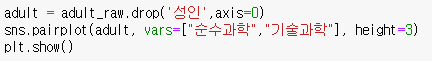 adult = adult_raw.drop('성인',axis=0)
sns.pairplot(adult, vars=["순수과학","기술과학"], height=3)
plt.show()